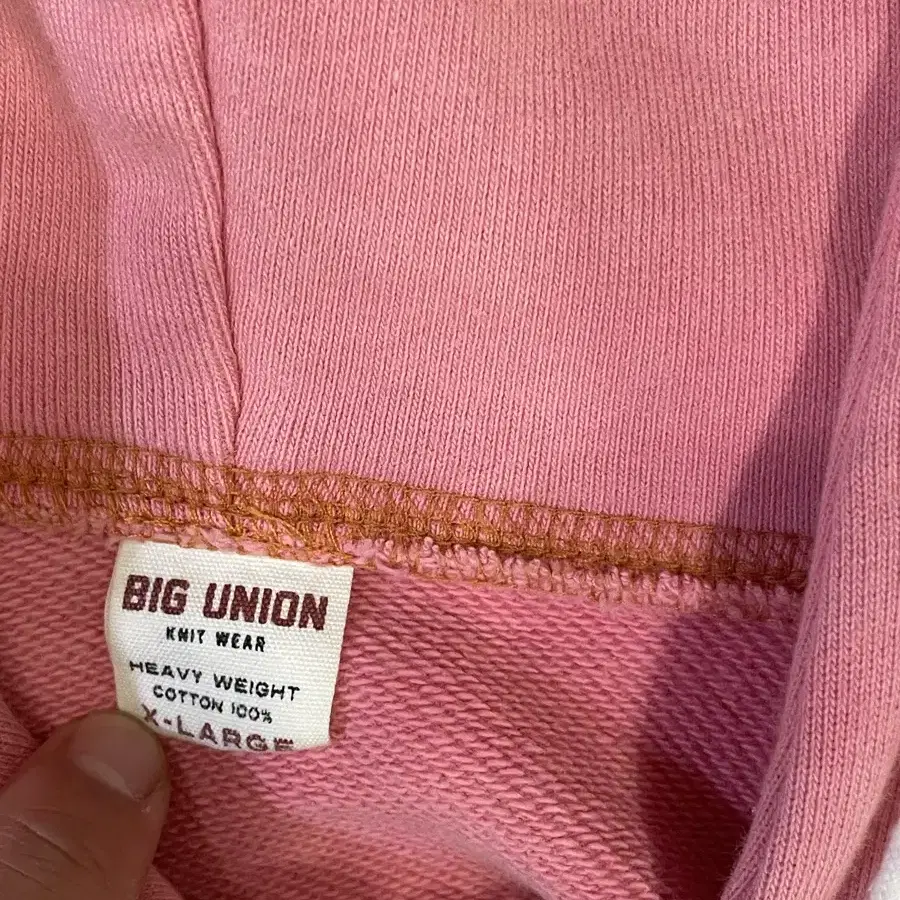 BIG UNION
KNIT WEAR
HEAVY WEIGHT
COTTON 100%
X-LARGE